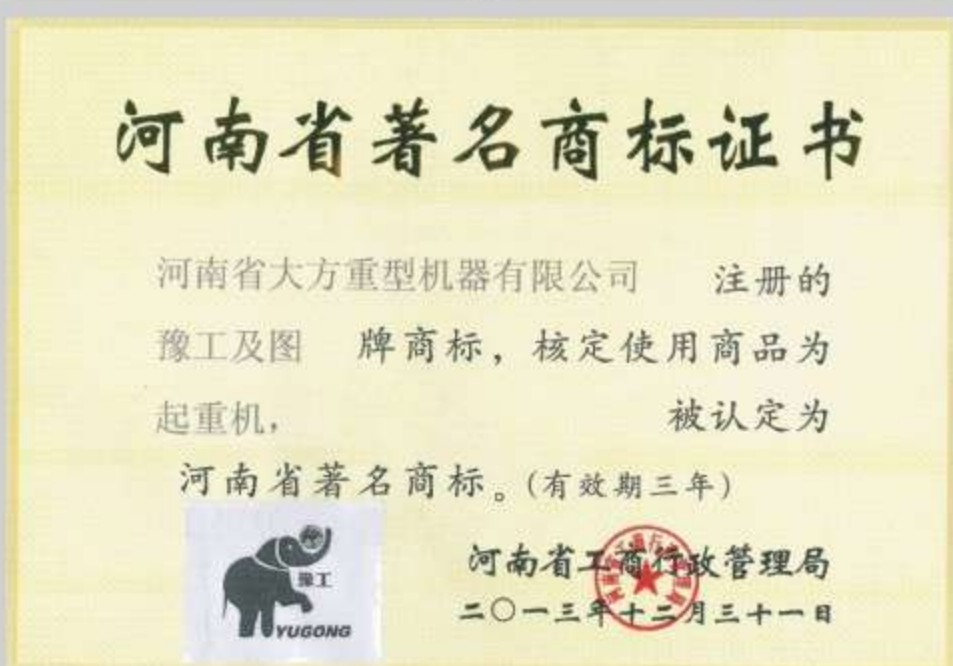 河南省著名商标证书
河南省大方重型机器有限公司 注册的
豫工及图 牌商标，核定使用商品为
起重机， 被认定为
河南省著名商标。(有效期三年)
豫工
YUGONG
河南省工商行政管理局
二〇一三年十二月三十一日